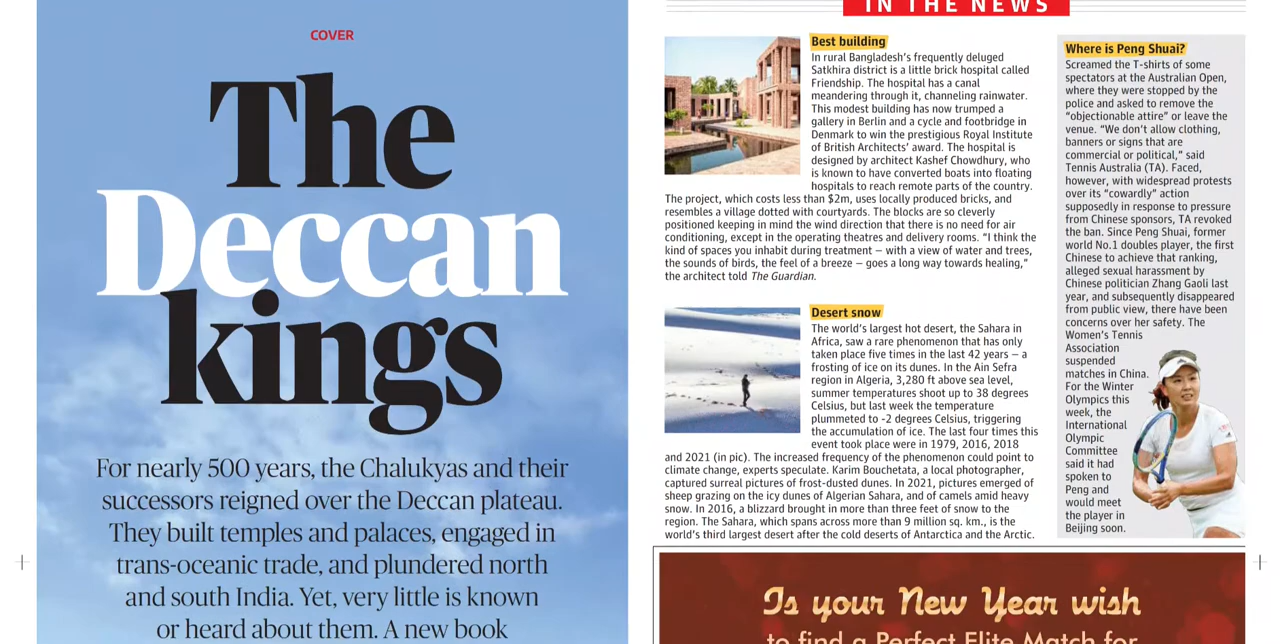 COVER
The
Deccan
kings
For nearly 500 years, the Chalukyas and their
successors reigned over the Deccan plateau.
They built temples and palaces, engaged in
trans-oceanic trade, and plundered north
and south India. Yet, very little is known
or heard about them. A new book
IN THE NEWS
Best building
In rural Bangladesh's frequently deluged
Satkhira district is a little brick hospital called
Friendship. The hospital has a canal
meandering through it, channeling rainwater.
This modest building has now trumped a
gallery in Berlin and a cycle and footbridge in
Denmark to win the prestigious Royal Institute
of British Architects' award. The hospital is
designed by architect Kashef Chowdhury, who
is known to have converted boats into floating
hospitals to reach remote parts of the country.
The project, which costs less than $2m, uses locally produced bricks, and
resembles a village dotted with courtyards. The blocks are so cleverly
positioned keeping in mind the wind direction that there is no need for air
conditioning, except in the operating theatres and delivery rooms. “I think the
kind of spaces you inhabit during treatment – with a view of water and trees,
the sounds of birds, the feel of a breeze – goes a long way towards healing,”
the architect told The Guardian.
Desert snow
The world's largest hot desert, the Sahara in
Africa, saw a rare phenomenon that has only
taken place five times in the last 42 years – a
frosting of ice on its dunes. In the Ain Sefra
region in Algeria, 3,280 ft above sea level,
summer temperatures shoot up to 38 degrees
Celsius, but last week the temperature
plummeted to -2 degrees Celsius, triggering
the accumulation of ice. The last four times this
event took place were in 1979, 2016, 2018
and 2021 (in pic). The increased frequency of the phenomenon could point to
climate change, experts speculate. Karim Bouchetata, a local photographer,
captured surreal pictures of frost-dusted dunes. In 2021, pictures emerged of
sheep grazing on the icy dunes of Algerian Sahara, and of camels amid heavy
snow. In 2016, a blizzard brought in more than three feet of snow to the
region. The Sahara, which spans across more than 9 million sq. km., is the
world's third largest desert after the cold deserts of Antarctica and the Arctic.
Where is Peng Shuai?
Screamed the T-shirts of some
spectators at the Australian Open,
where they were stopped by the
police and asked to remove the
“objectionable attire” or leave the
venue. “We don't allow clothing,
banners or signs that are
commercial or political,” said
Tennis Australia (TA). Faced,
however, with widespread protests
over its “cowardly” action
supposedly in response to pressure
from Chinese sponsors, TA revoked
the ban. Since Peng Shuai, former
world No.1 doubles player, the first
Chinese to achieve that ranking,
alleged sexual harassment by
Chinese politician Zhang Gaoli last
year, and subsequently disappeared
from public view, there have been
concerns over her safety. The
Women's Tennis
Association
suspended
matches in China.
For the Winter
Olympics this
week, the
International
Olympic
Committee
said it had
spoken to
Peng and
would meet
the player in
Beijing soon.
Is your New Year wish
to find a Perfect Elite Match for